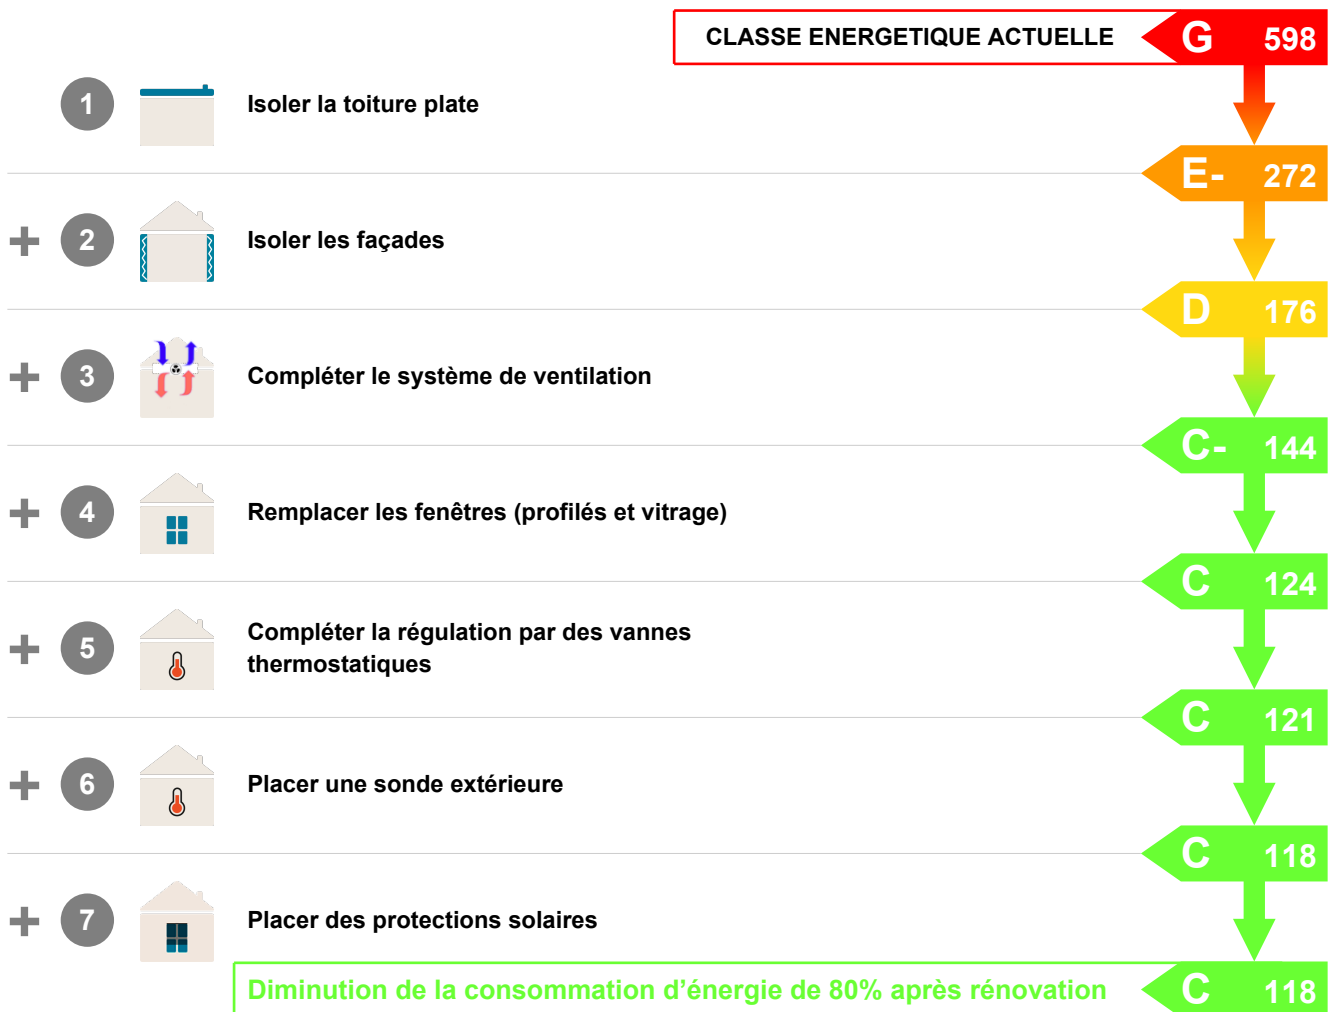 CLASSE ENERGETIQUE ACTUELLE G 598
1 Isoler la toiture plate
E- 272
+ 2 Isoler les façades
D 176
+ 3 Compléter le système de ventilation
C- 144
+ 4 Remplacer les fenêtres (profilés et vitrage)
C 124
+ 5 Compléter la régulation par des vannes
thermostatiques
C 121
+ 6 Placer une sonde extérieure
C 118
+ 7 Placer des protections solaires
Diminution de la consommation d’énergie de 80% après rénovation C 118